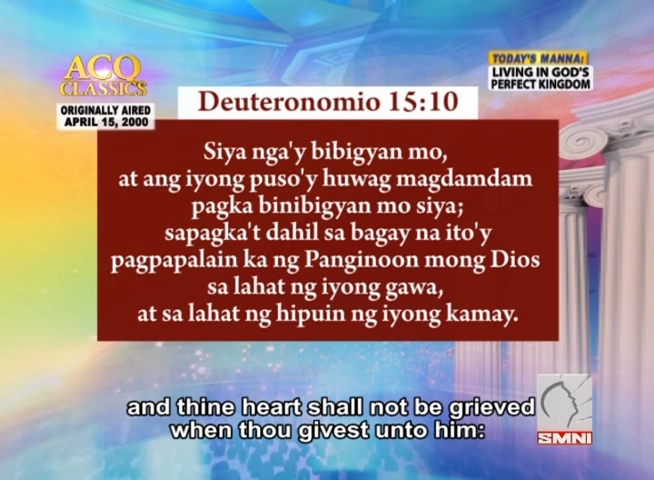 ACQ
CLASSICS
ORIGINALLY AIRED
APRIL 15, 2000
TODAY'S MANNA:
LIVING IN GOD'S
PERFECT KINGDOM
Deuteronomio 15:10
Siya nga'y bibigyan mo,
at ang iyong puso'y huwag magdamdam
pagka binibigyan mo siya;
sapagka't dahil sa bagay na ito'y
pagpapalain ka ng Panginoon mong Dios
sa lahat ng iyong gawa,
at sa lahat ng hipuin ng iyong kamay.
and thine heart shall not be grieved
when thou givest unto him:
SMNI